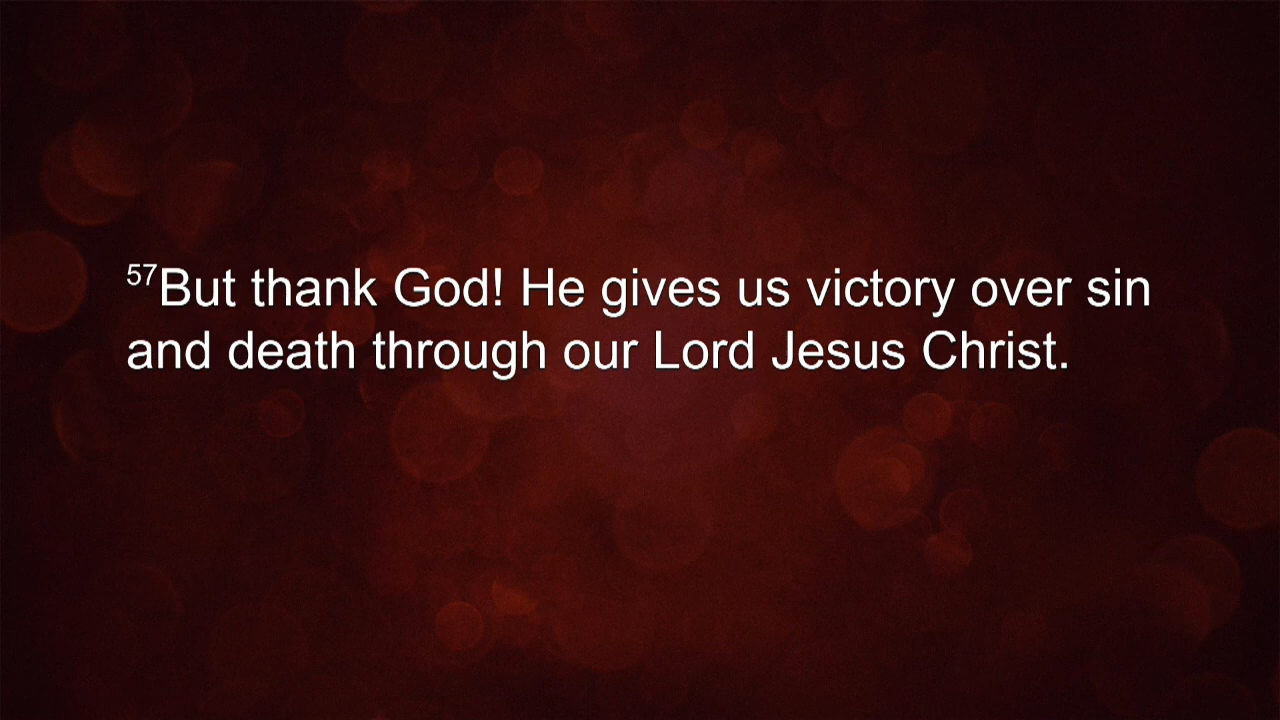 57But thank God! He gives us victory over sin
and death through our Lord Jesus Christ.